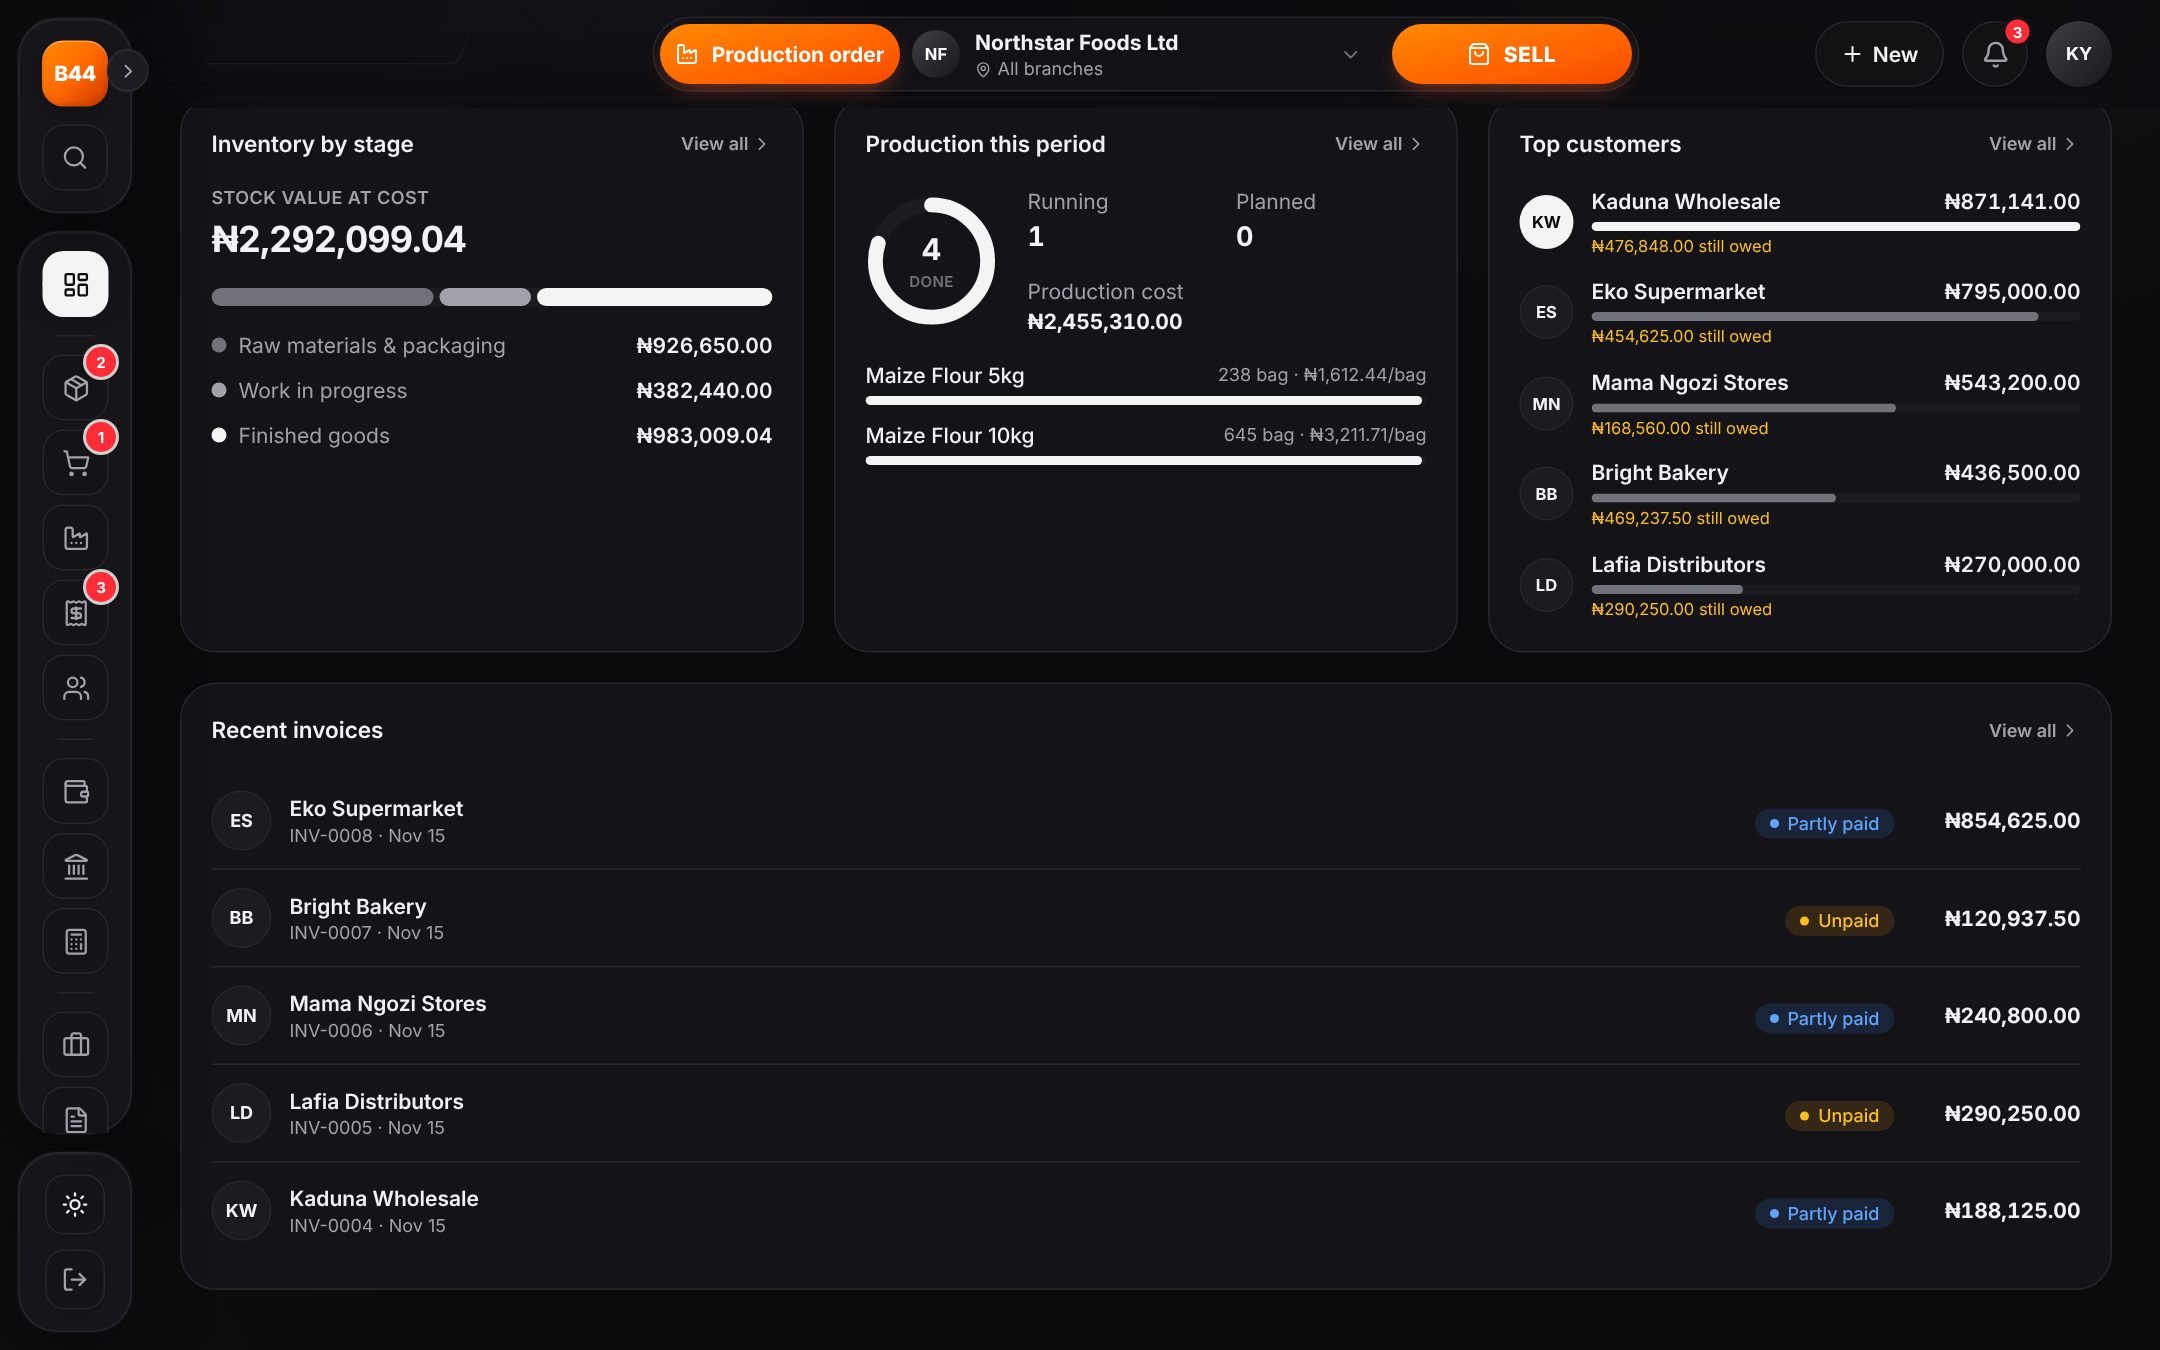 B44
Production order
NF
Northstar Foods Ltd
All branches
SELL
New
3
KY
2
1
3
Inventory by stage
View all
STOCK VALUE AT COST
₦2,292,099.04
Raw materials & packaging
₦926,650.00
Work in progress
₦382,440.00
Finished goods
₦983,009.04
Production this period
View all
4
DONE
Running
1
Planned
0
Production cost
₦2,455,310.00
Maize Flour 5kg
238 bag · ₦1,612.44/bag
Maize Flour 10kg
645 bag · ₦3,211.71/bag
Top customers
View all
KW
Kaduna Wholesale
₦871,141.00
₦476,848.00 still owed
ES
Eko Supermarket
₦795,000.00
₦454,625.00 still owed
MN
Mama Ngozi Stores
₦543,200.00
₦168,560.00 still owed
BB
Bright Bakery
₦436,500.00
₦469,237.50 still owed
LD
Lafia Distributors
₦270,000.00
₦290,250.00 still owed
Recent invoices
View all
ES
Eko Supermarket
INV-0008 · Nov 15
Partly paid
₦854,625.00
BB
Bright Bakery
INV-0007 · Nov 15
Unpaid
₦120,937.50
MN
Mama Ngozi Stores
INV-0006 · Nov 15
Partly paid
₦240,800.00
LD
Lafia Distributors
INV-0005 · Nov 15
Unpaid
₦290,250.00
KW
Kaduna Wholesale
INV-0004 · Nov 15
Partly paid
₦188,125.00